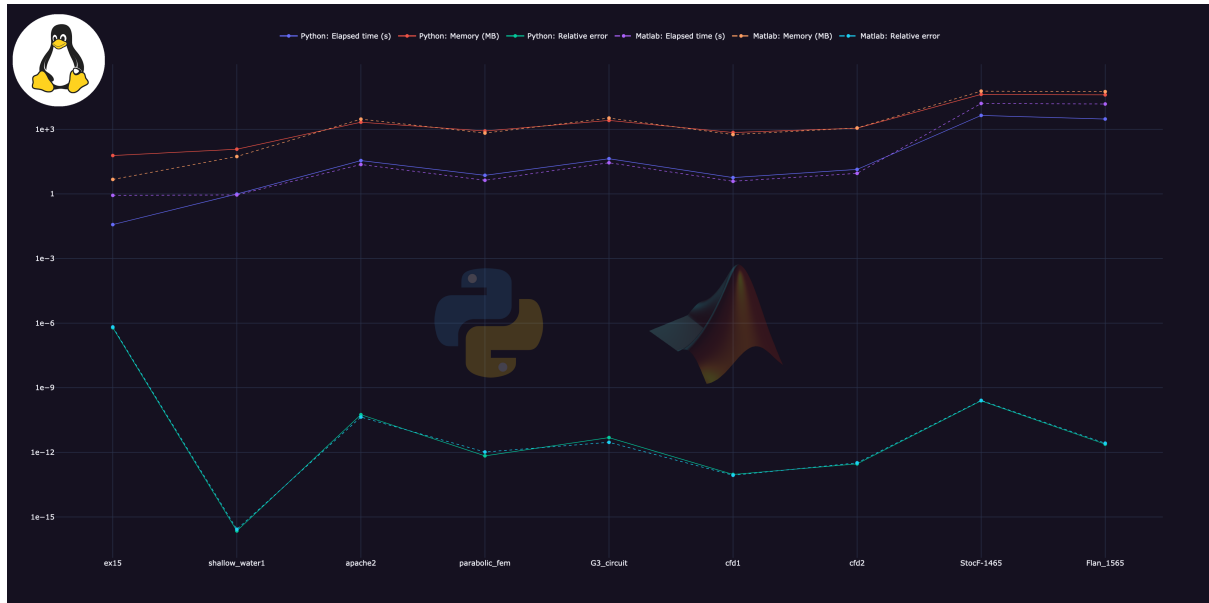 Python: Elapsed time (s) Python: Memory (MB) Python: Relative error Matlab: Elapsed time (s) Matlab: Memory (MB) Matlab: Relative error
1e+3
1
1e−3
1e−6
1e−9
1e−12
1e−15
ex15 shallow_water1 apache2 parabolic_fem G3_circuit cfd1 cfd2 StocF-1465 Flan_1565